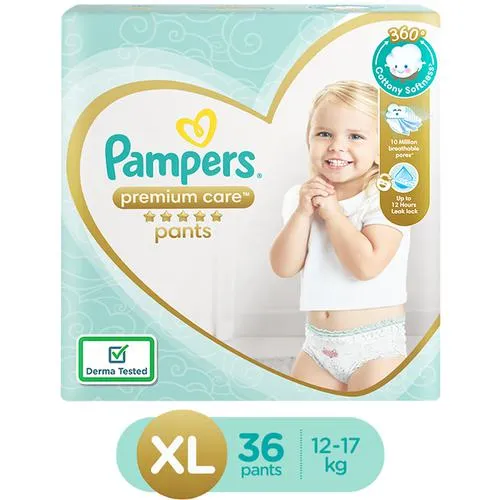 Pampers®
premium care™
pants
360°
Cottony Softness*
10 Million
breathable
pores*
Up to
12 Hours
Leak lock
Derma Tested
XL
36
pants
12-17
kg